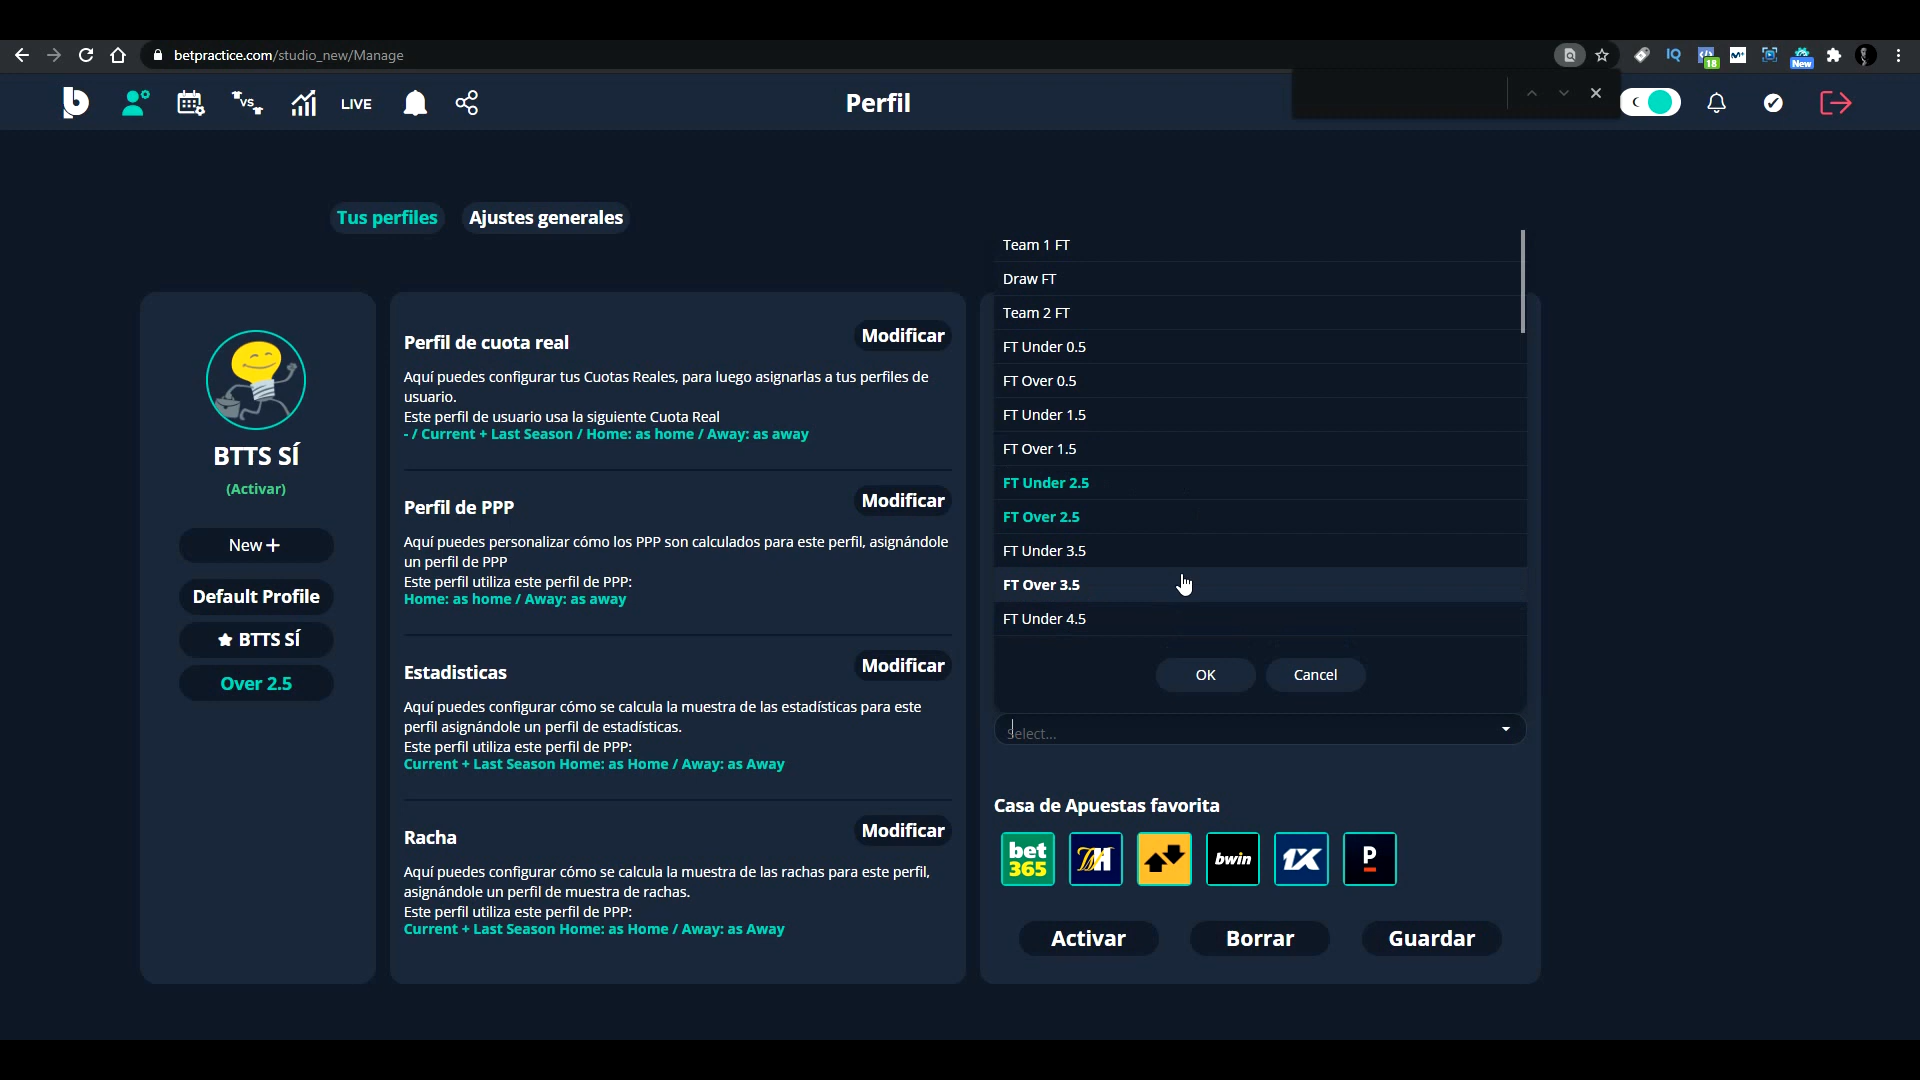 betpractice.com/studio_new/Manage
IQ
18
New
b
VS
LIVE
Perfil
Tus perfiles
Ajustes generales
BTTS SÍ
(Activar)
New+
Default Profile
★ BTTS SÍ
Over 2.5
Perfil de cuota real
Modificar
Aquí puedes configurar tus Cuotas Reales, para luego asignarlas a tus perfiles de
usuario.
Este perfil de usuario usa la siguiente Cuota Real
- / Current + Last Season / Home: as home / Away: as away
Perfil de PPP
Modificar
Aquí puedes personalizar cómo los PPP son calculados para este perfil, asignándole
un perfil de PPP
Este perfil utiliza este perfil de PPP:
Home: as home / Away: as away
Estadisticas
Modificar
Aquí puedes configurar cómo se calcula la muestra de las estadísticas para este
perfil asignándole un perfil de estadísticas.
Este perfil utiliza este perfil de PPP:
Current + Last Season Home: as Home / Away: as Away
Racha
Modificar
Aquí puedes configurar cómo se calcula la muestra de las rachas para este perfil,
asignándole un perfil de muestra de rachas.
Este perfil utiliza este perfil de PPP:
Current + Last Season Home: as Home / Away: as Away
Team 1 FT
Draw FT
Team 2 FT
FT Under 0.5
FT Over 0.5
FT Under 1.5
FT Over 1.5
FT Under 2.5
FT Over 2.5
FT Under 3.5
FT Over 3.5
FT Under 4.5
OK
Cancel
Select...
Casa de Apuestas favorita
bet
365
WH
bwin
1X
P
Activar
Borrar
Guardar